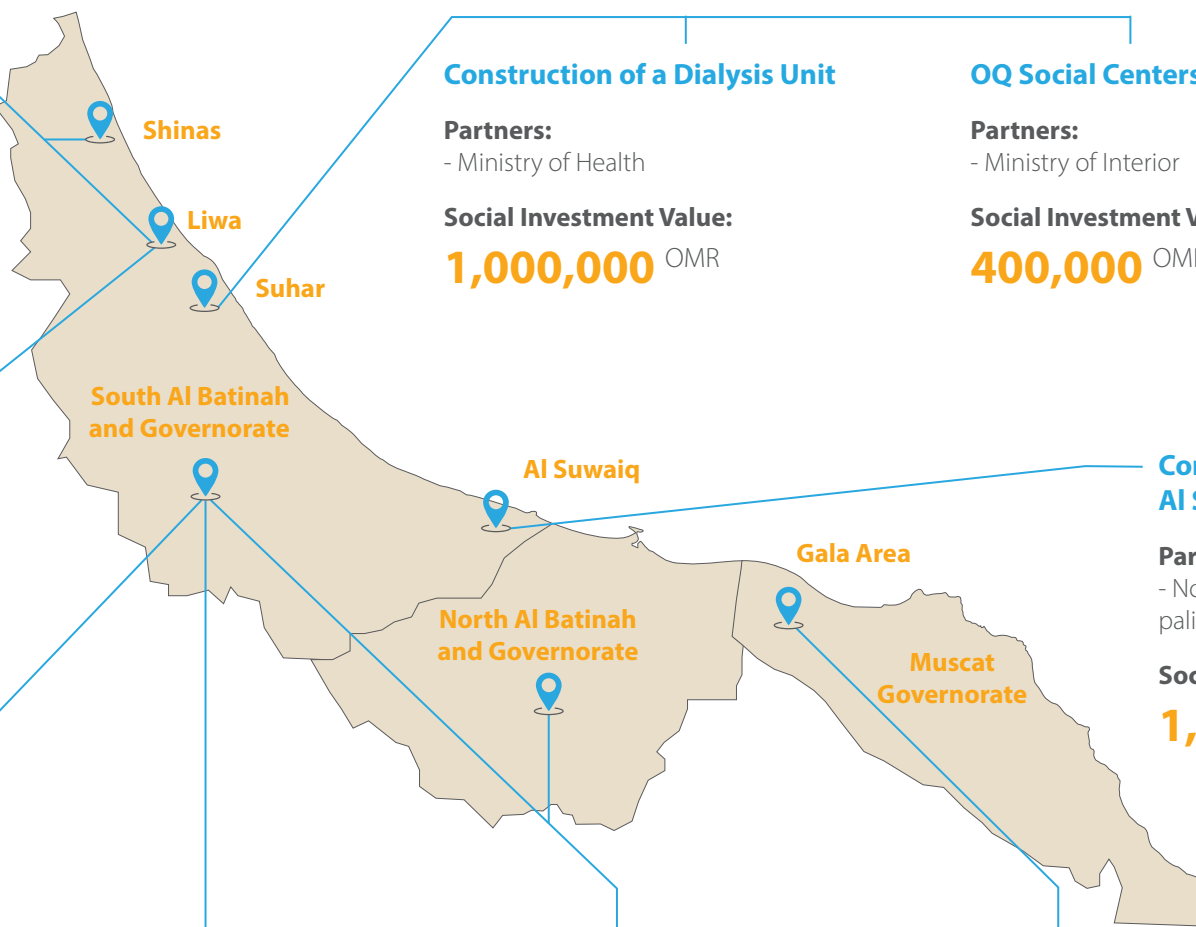 Construction of a Dialysis Unit
Partners:
- Ministry of Health
Social Investment Value:
1,000,000 OMR
OQ Social Centers
Partners:
- Ministry of Interior
Social Investment
400,000
Shinas
Liwa
Suhar
South Al Batinah
and Governorate
Al Suwaiq
Gala Area
North Al Batinah
and Governorate
Muscat
Governorate
Al
1,